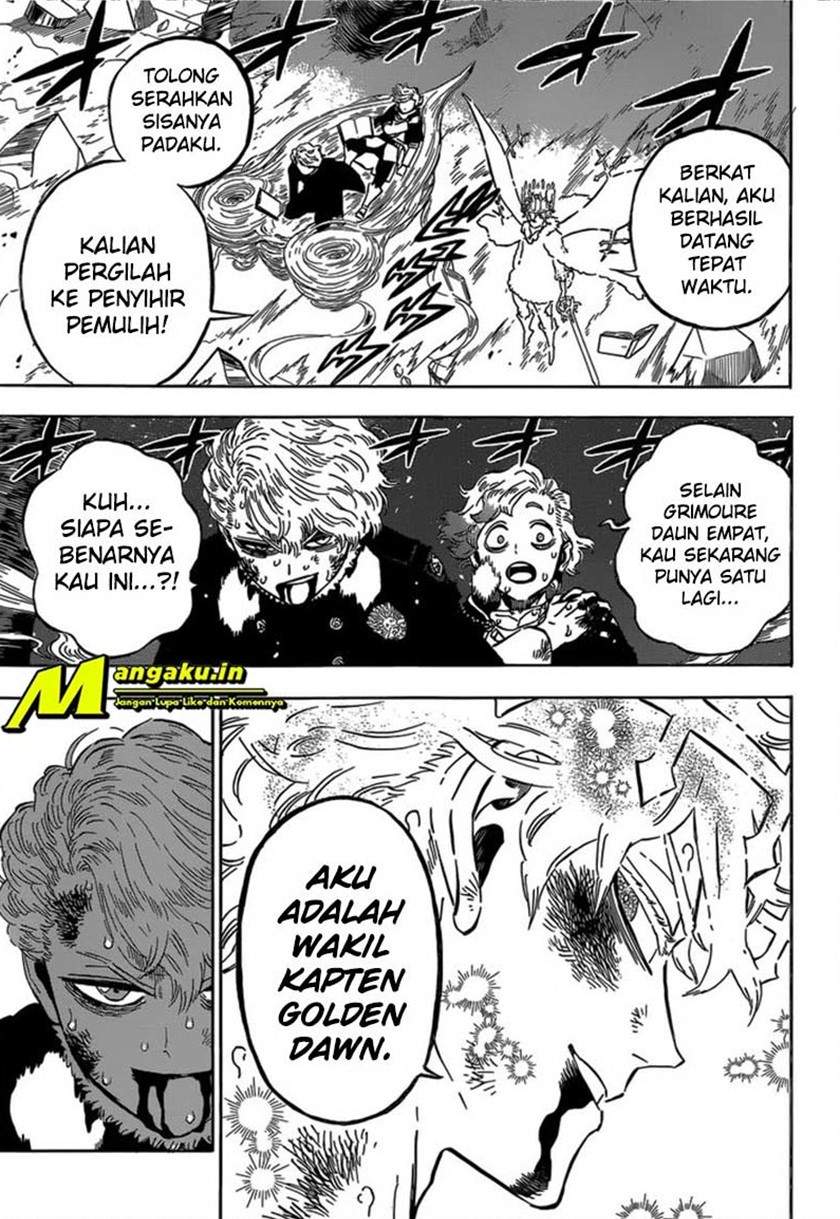 BERKAT
KALIAN, AKU
BERHASIL
DATANG
TEPAT
WAKTU.
TOLONG
SERAHKAN
SISANYA
PADAKU.
KALIAN
PERGILAH
KE PENYIHIR
PEMULIH!
SELAIN
GRIMOURE
DAUN EMPAT,
KAU SEKARANG
PUNYA SATU
LAGI...
KUH...
SIAPA SE-
BENARNYA
KAU INI...?!
Mangaku.in
Jangan Lupa Like dan Komennya
AKU
ADALAH
WAKIL
KAPTEN
GOLDEN
DAWN.